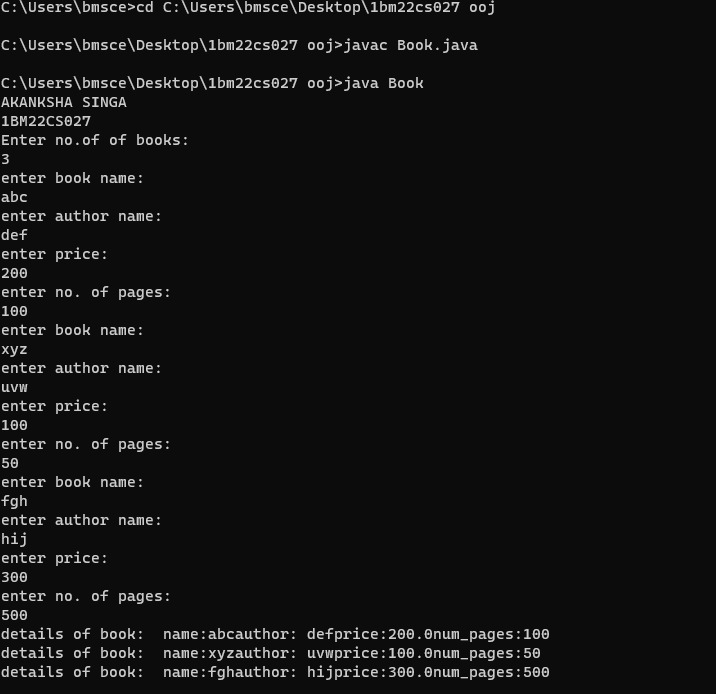 C:\Users\bmsce>cd C:\Users\bmsce\Desktop\1bm22cs027 ooj
C:\Users\bmsce\Desktop\1bm22cs027 ooj>javac Book.java
C:\Users\bmsce\Desktop\1bm22cs027 ooj>java Book
AKANKSHA SINGA
1BM22CS027
Enter no.of of books:
3
enter book name:
abc
enter author name:
def
enter price:
200
enter no. of pages:
100
enter book name:
xyz
enter author name:
uvw
enter price:
100
enter no. of pages:
50
enter book name:
fgh
enter author name:
hij
enter price:
300
enter no. of pages:
500
details of book:  name:abcauthor: defprice:200.0num_pages:100
details of book:  name:xyzauthor: uvwprice:100.0num_pages:50
details of book:  name:fghauthor: hijprice:300.0num_pages:500